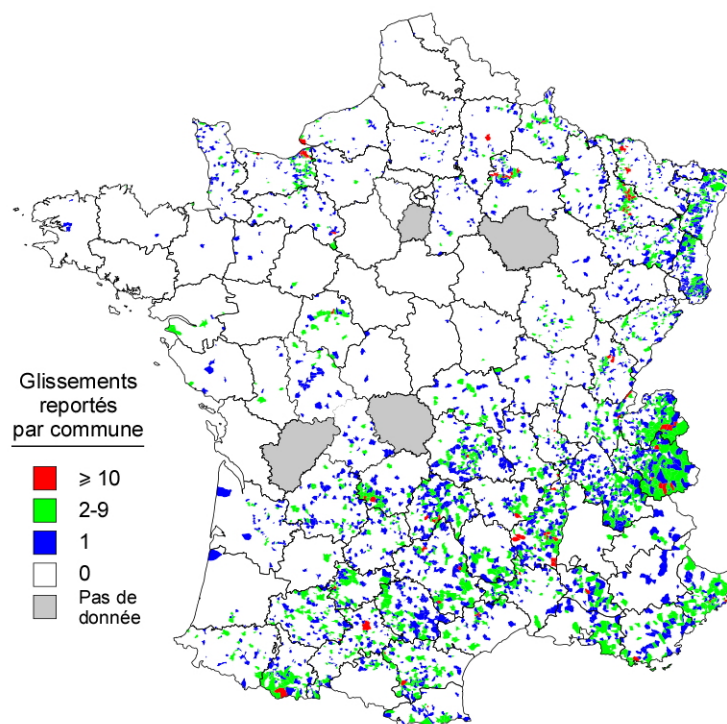 Glissements
reportés
par commune
⩾ 10
2-9
1
0
Pas de
donnée